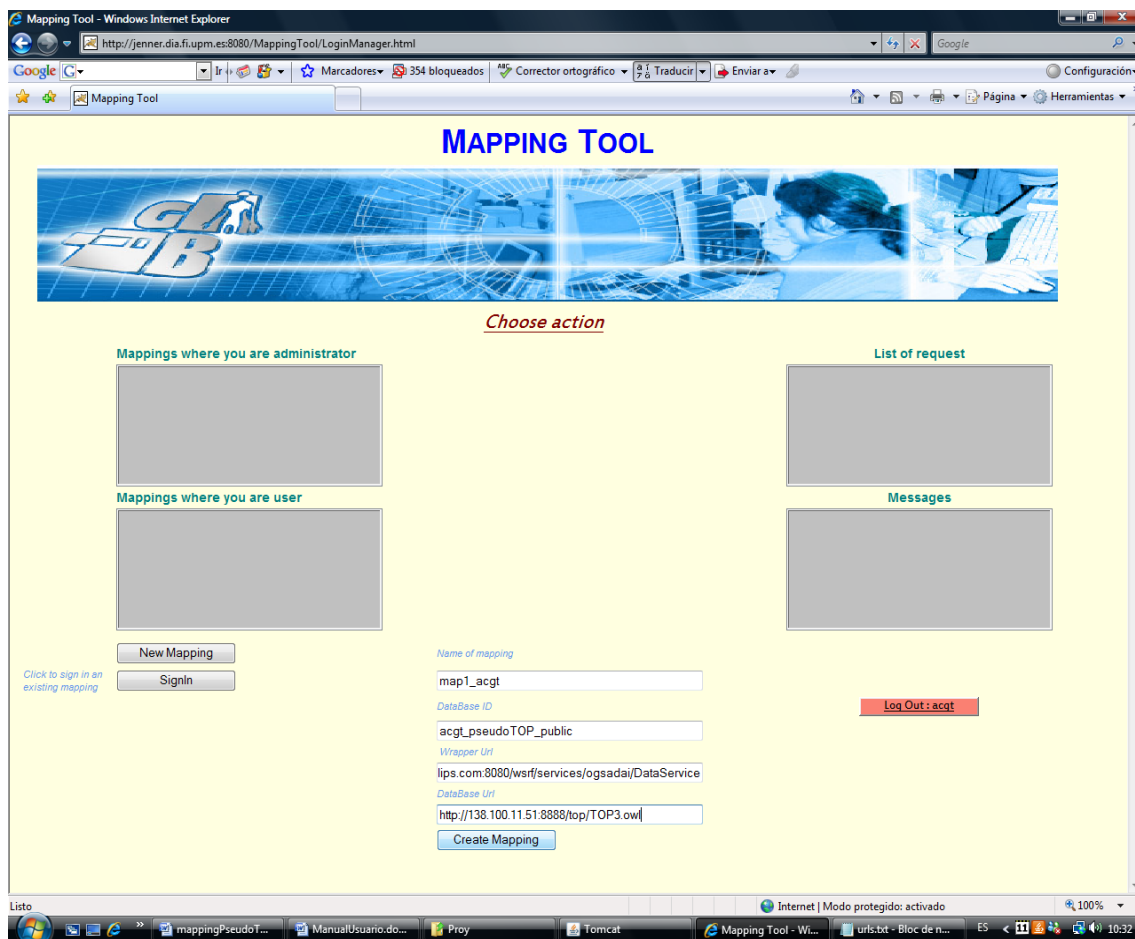 Mapping Tool - Windows Internet Explorer
http://jenner.dia.fi.upm.es:8080/MappingTool/LoginManager.html
Google
Google G Ir Marcadores 354 bloqueados Corrector ortográfico Traducir Enviar a Configuración
Mapping Tool Página Herramientas
MAPPING TOOL
Choose action
Mappings where you are administrator
List of request
Mappings where you are user
Messages
New Mapping
Name of mapping
Click to sign in an
existing mapping
SignIn
map1_acgt
DataBase ID
Log Out : acgt
acgt_pseudoTOP_public
Wrapper Url
lips.com:8080/wsrf/services/ogsadai/DataService
DataBase Url
http://138.100.11.51:8888/top/TOP3.owl
Create Mapping
Listo Internet | Modo protegido: activado 100%
mappingPseudoT... ManualUsuario.do... Proy Tomcat Mapping Tool - Wi... urls.txt - Bloc de n... ES 11 10:32